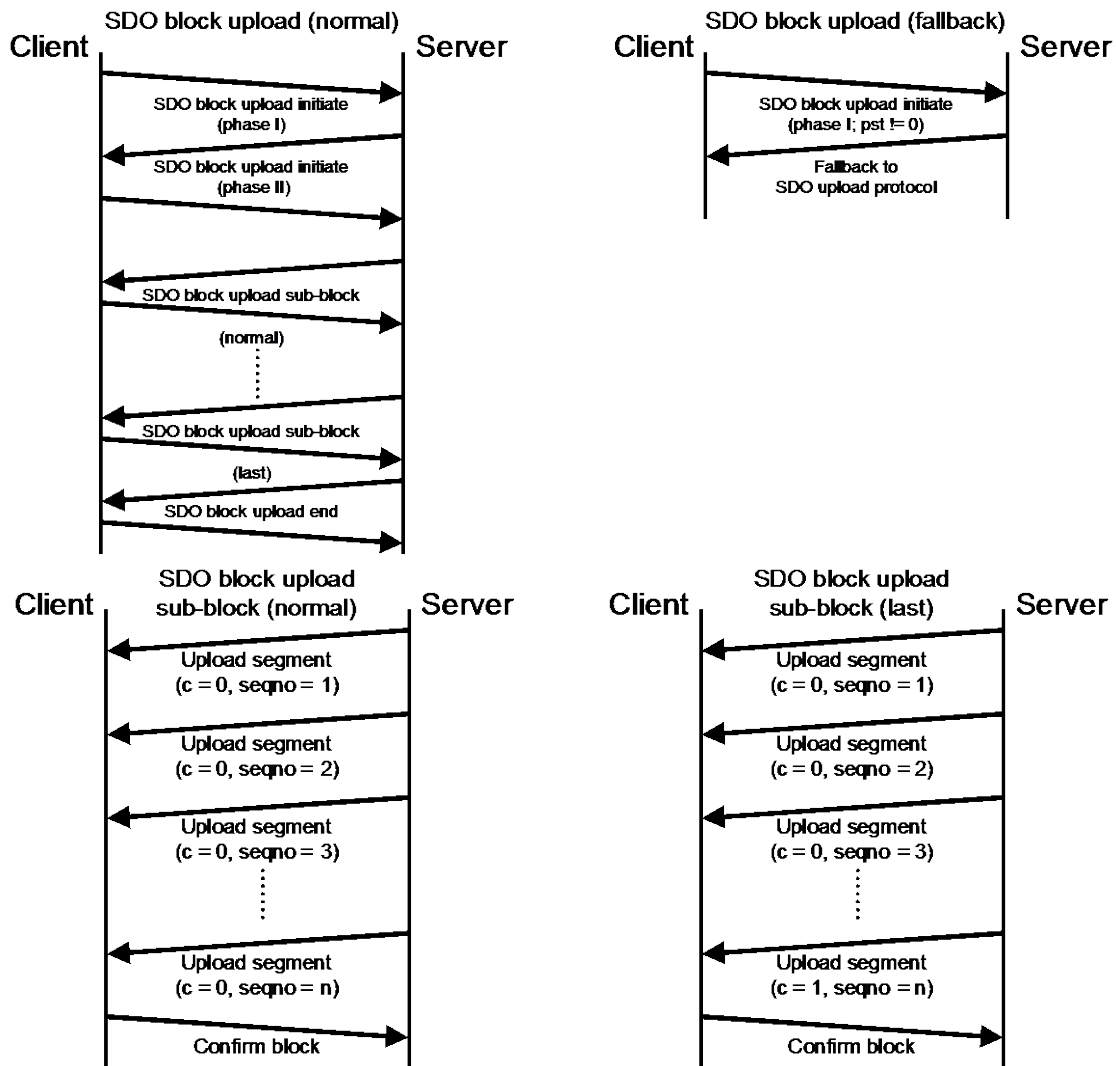 SDO block upload (normal)
Client
Server
SDO block upload initiate
(phase I)
SDO block upload initiate
(phase II)
SDO block upload sub-block
(normal)
SDO block upload sub-block
(last)
SDO block upload end
SDO block upload (fallback)
Client
Server
SDO block upload initiate
(phase I; pst != 0)
Fallback to
SDO upload protocol
SDO block upload
sub-block (normal)
Client
Server
Upload segment
(c = 0, seqno = 1)
Upload segment
(c = 0, seqno = 2)
Upload segment
(c = 0, seqno = 3)
Upload segment
(c = 0, seqno = n)
Confirm block
SDO block upload
sub-block (last)
Client
Server
Upload segment
(c = 0, seqno = 1)
Upload segment
(c = 0, seqno = 2)
Upload segment
(c = 0, seqno = 3)
Upload segment
(c = 1, seqno = n)
Confirm block